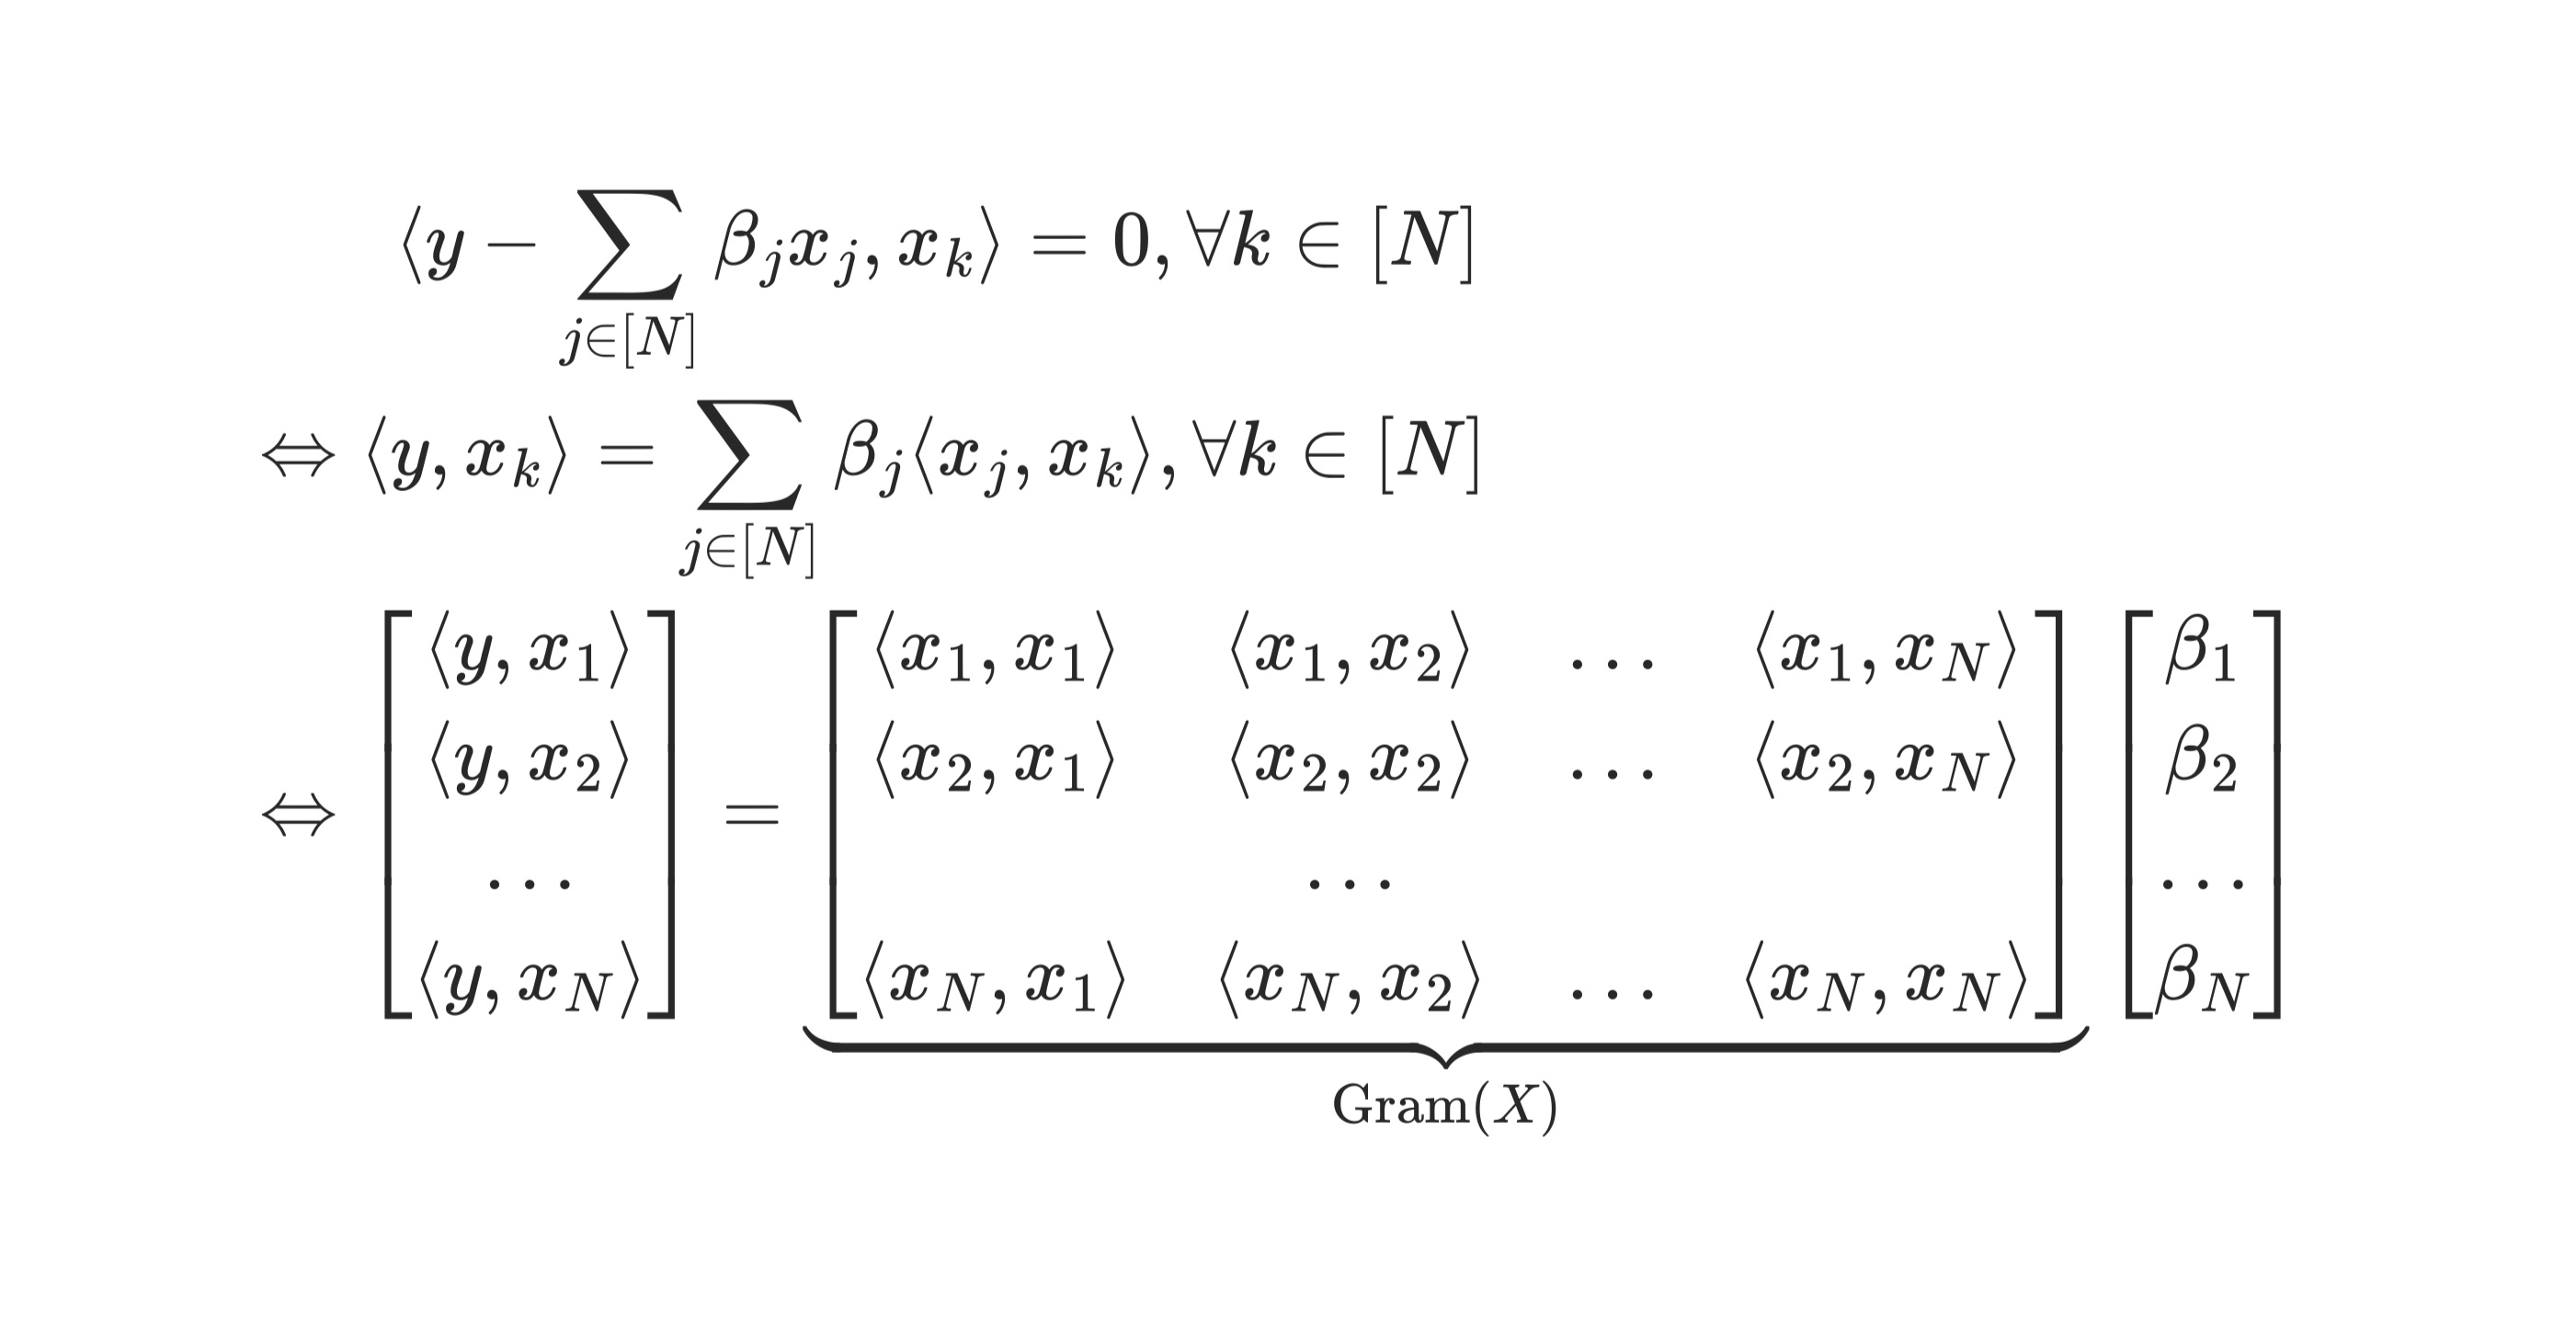 ⟨y − ∑_{j∈[N]} β_j x_j, x_k⟩ = 0, ∀k ∈ [N]
⇔ ⟨y, x_k⟩ = ∑_{j∈[N]} β_j⟨x_j, x_k⟩, ∀k ∈ [N]
⇔ [⟨y, x_1⟩ ; ⟨y, x_2⟩ ; … ; ⟨y, x_N⟩] = [⟨x_1, x_1⟩ ⟨x_1, x_2⟩ … ⟨x_1, x_N⟩ ; ⟨x_2, x_1⟩ ⟨x_2, x_2⟩ … ⟨x_2, x_N⟩ ; … ; ⟨x_N, x_1⟩ ⟨x_N, x_2⟩ … ⟨x_N, x_N⟩] [β_1 ; β_2 ; … ; β_N]
Gram(X)